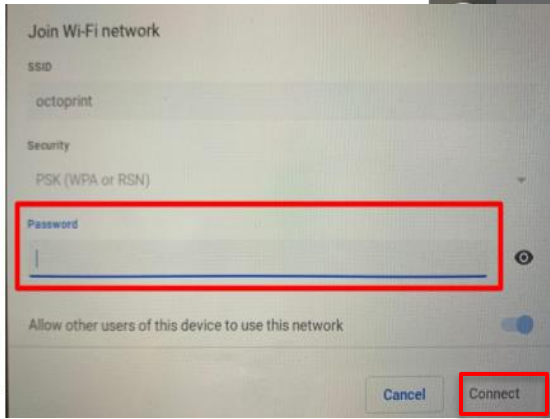 Join Wi-Fi network
SSID
octoprint
Security
PSK (WPA or RSN)
Password
Allow other users of this device to use this network
Cancel Connect